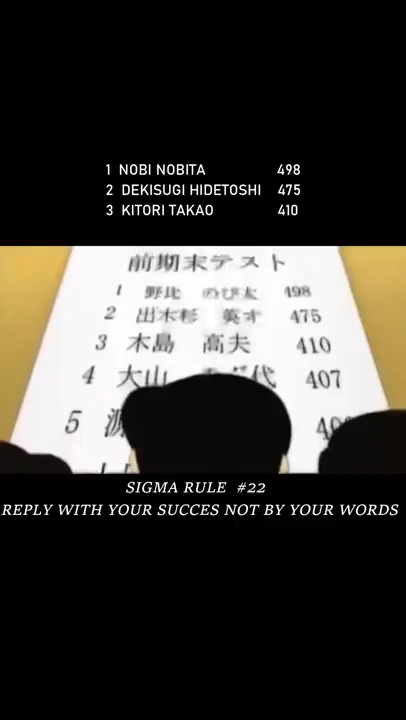 1 NOBI NOBITA 498
2 DEKISUGI HIDETOSHI 475
3 KITORI TAKAO 410
前期末テスト
1 野比 のび太 498
2 出木杉 英才 475
3 木島 高夫 410
4 大山 代 407
5 源
SIGMA RULE #22
REPLY WITH YOUR SUCCES NOT BY YOUR WORDS